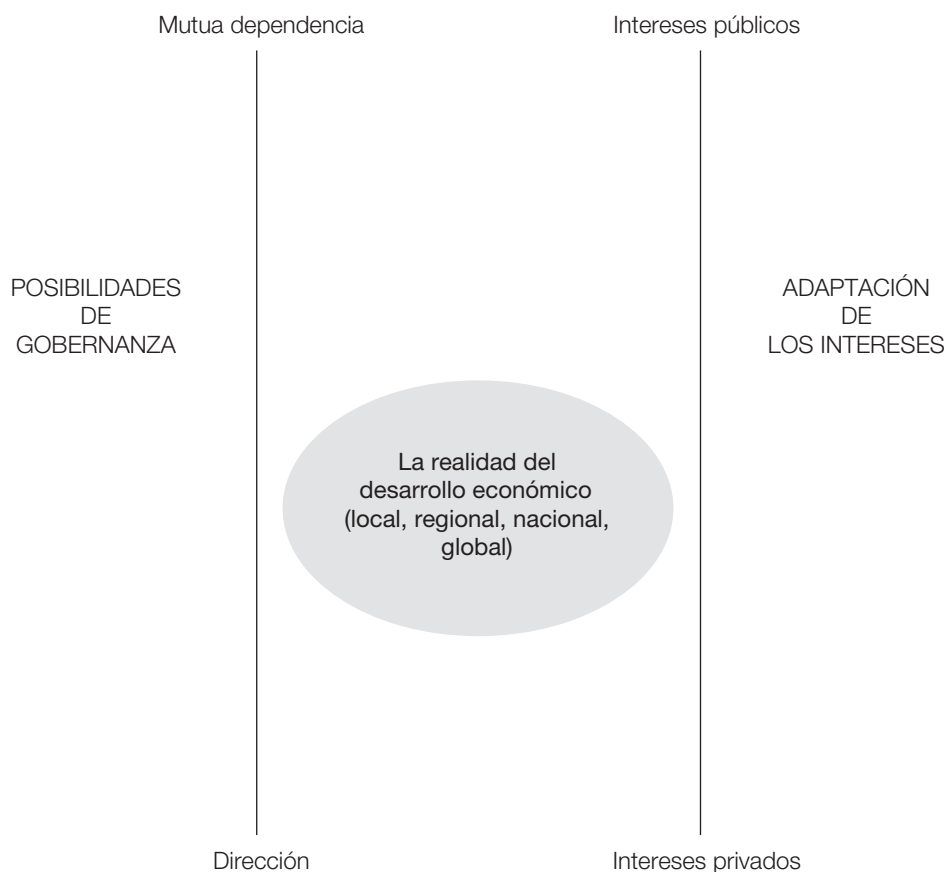 Mutua dependencia
Intereses públicos
POSIBILIDADES
DE
GOBERNANZA
ADAPTACIÓN
DE
LOS INTERESES
La realidad del
desarrollo económico
(local, regional, nacional,
global)
Dirección
Intereses privados